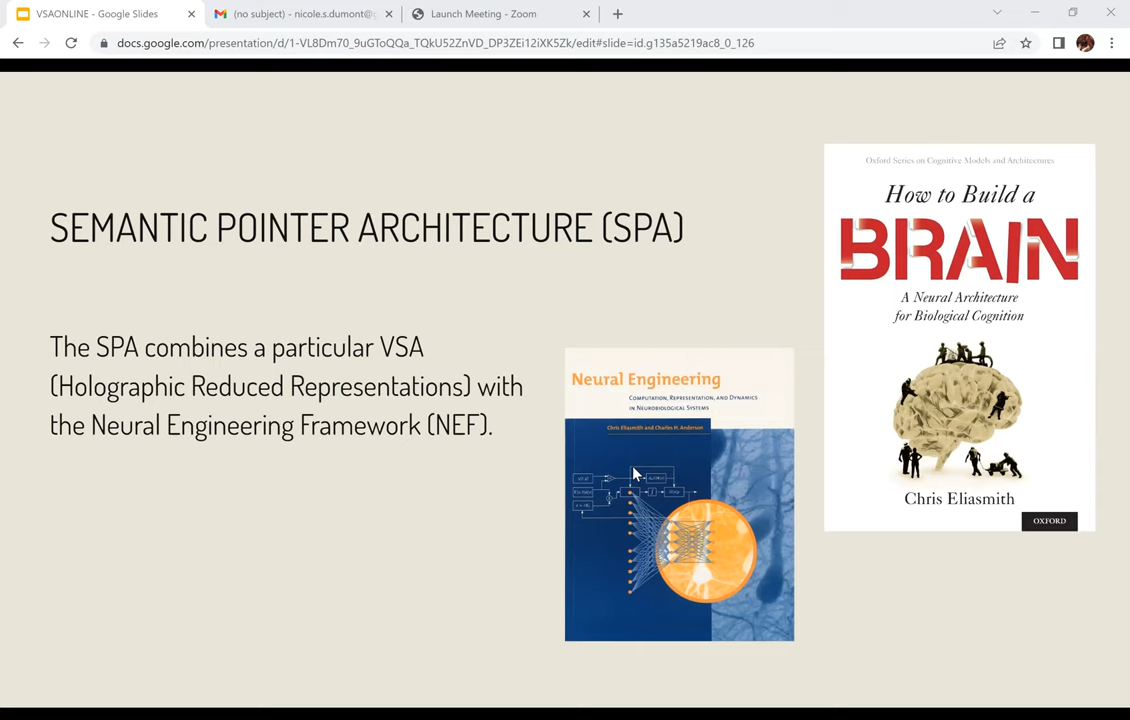 VSAONLINE - Google Slides
(no subject) - nicole.s.dumont@
Launch Meeting - Zoom
docs.google.com/presentation/d/1-VL8Dm70_9uGToQQa_TQkU52ZnVD_DP3ZEi12iXK5Zk/edit#slide=id.g135a5219ac8_0_126
SEMANTIC POINTER ARCHITECTURE (SPA)
The SPA combines a particular VSA
(Holographic Reduced Representations) with
the Neural Engineering Framework (NEF).
Neural Engineering
COMPUTATION, REPRESENTATION, AND DYNAMICS
IN NEUROBIOLOGICAL SYSTEMS
Chris Eliasmith and Charles H. Anderson
Oxford Series on Cognitive Models and Architectures
How to Build a
BRAIN
A Neural Architecture
for Biological Cognition
Chris Eliasmith
OXFORD